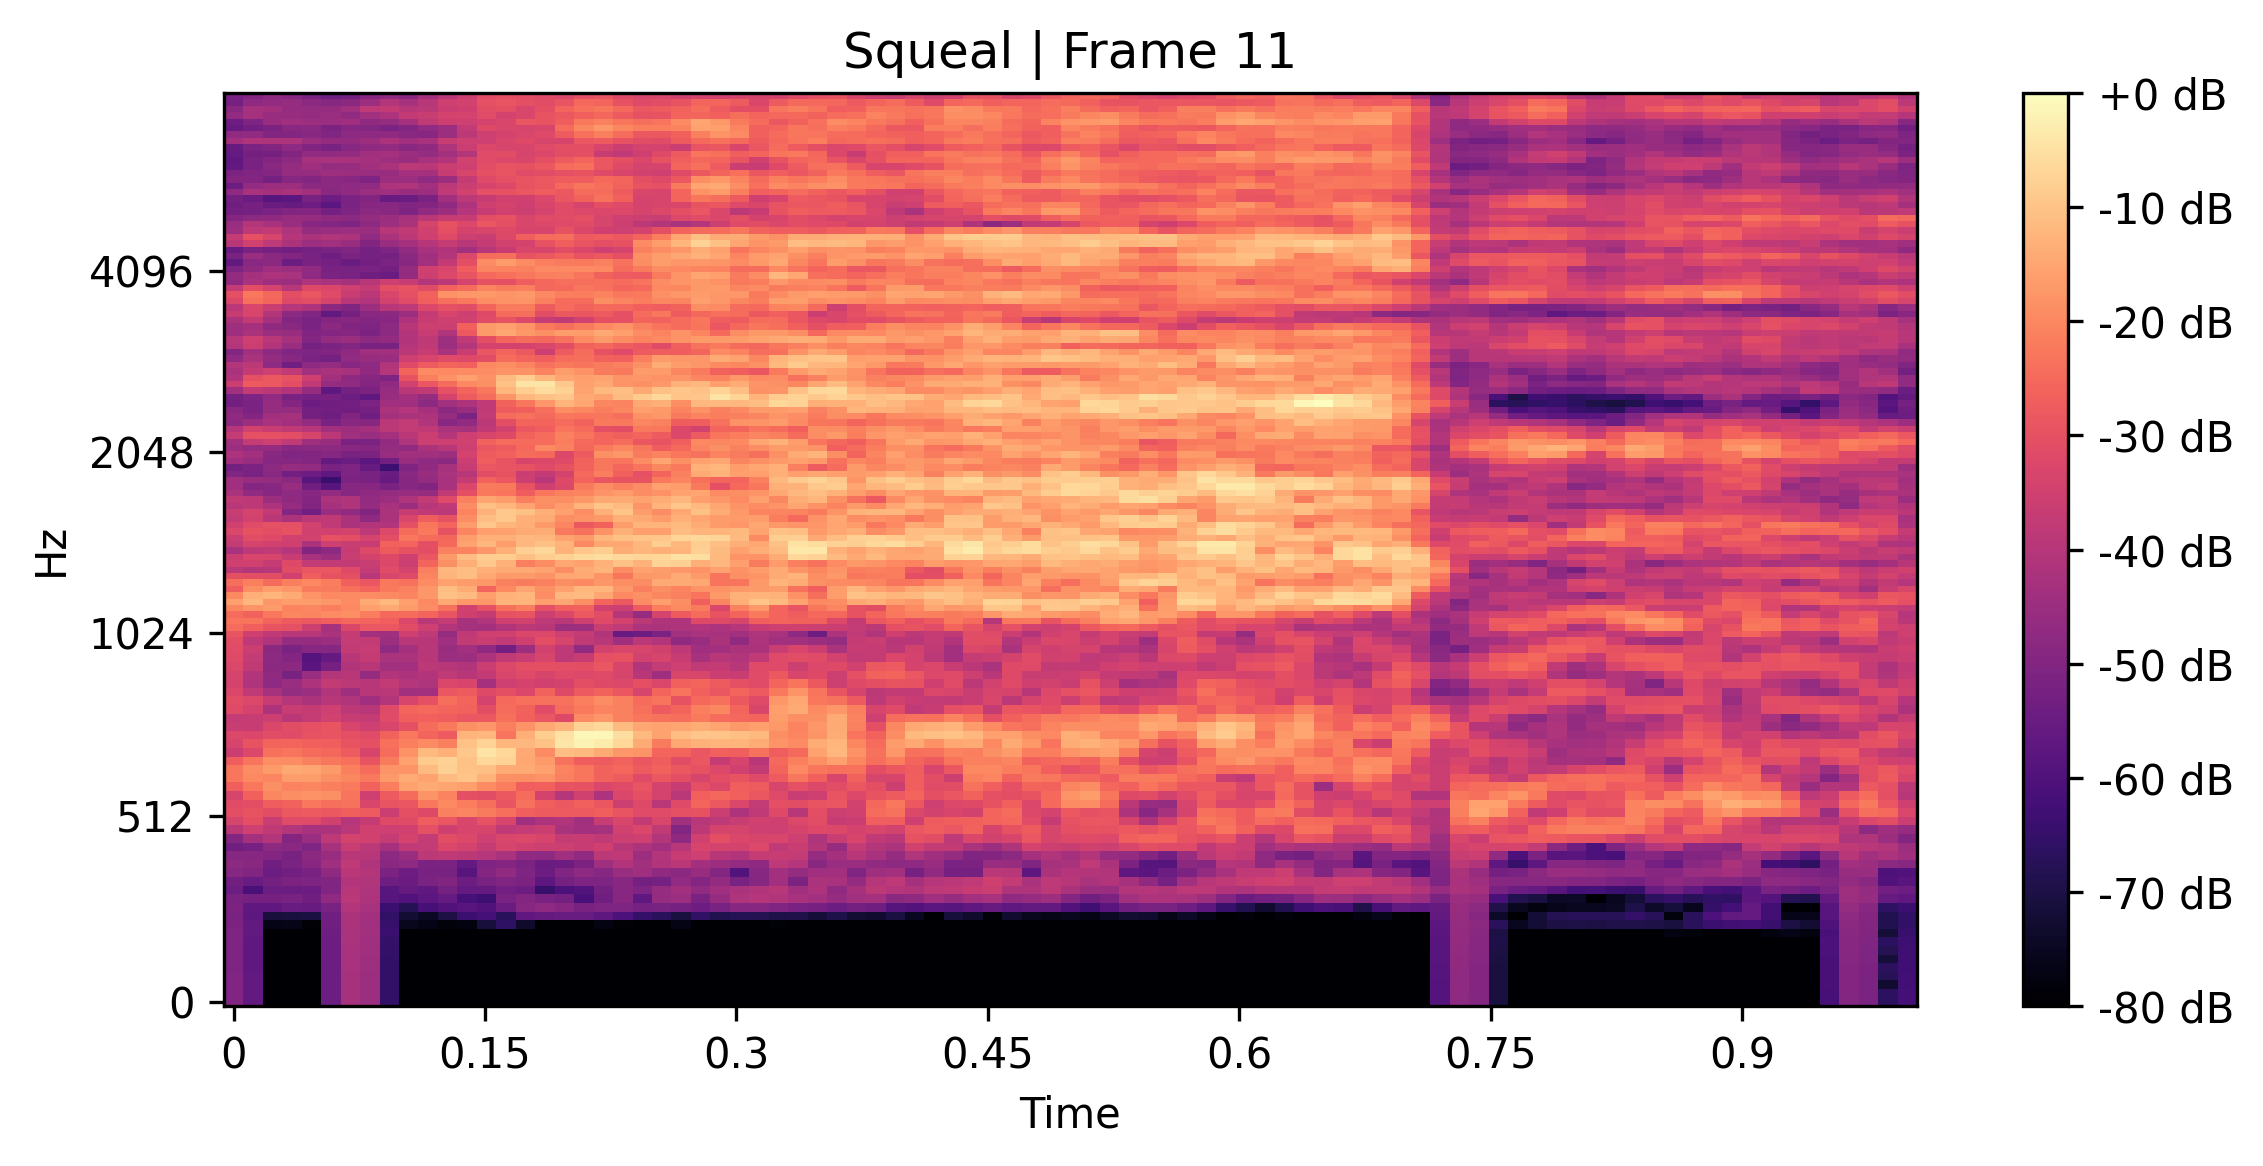 Squeal | Frame 11
Hz
4096
2048
1024
512
0
0 0.15 0.3 0.45 0.6 0.75 0.9
Time
+0 dB
-10 dB
-20 dB
-30 dB
-40 dB
-50 dB
-60 dB
-70 dB
-80 dB